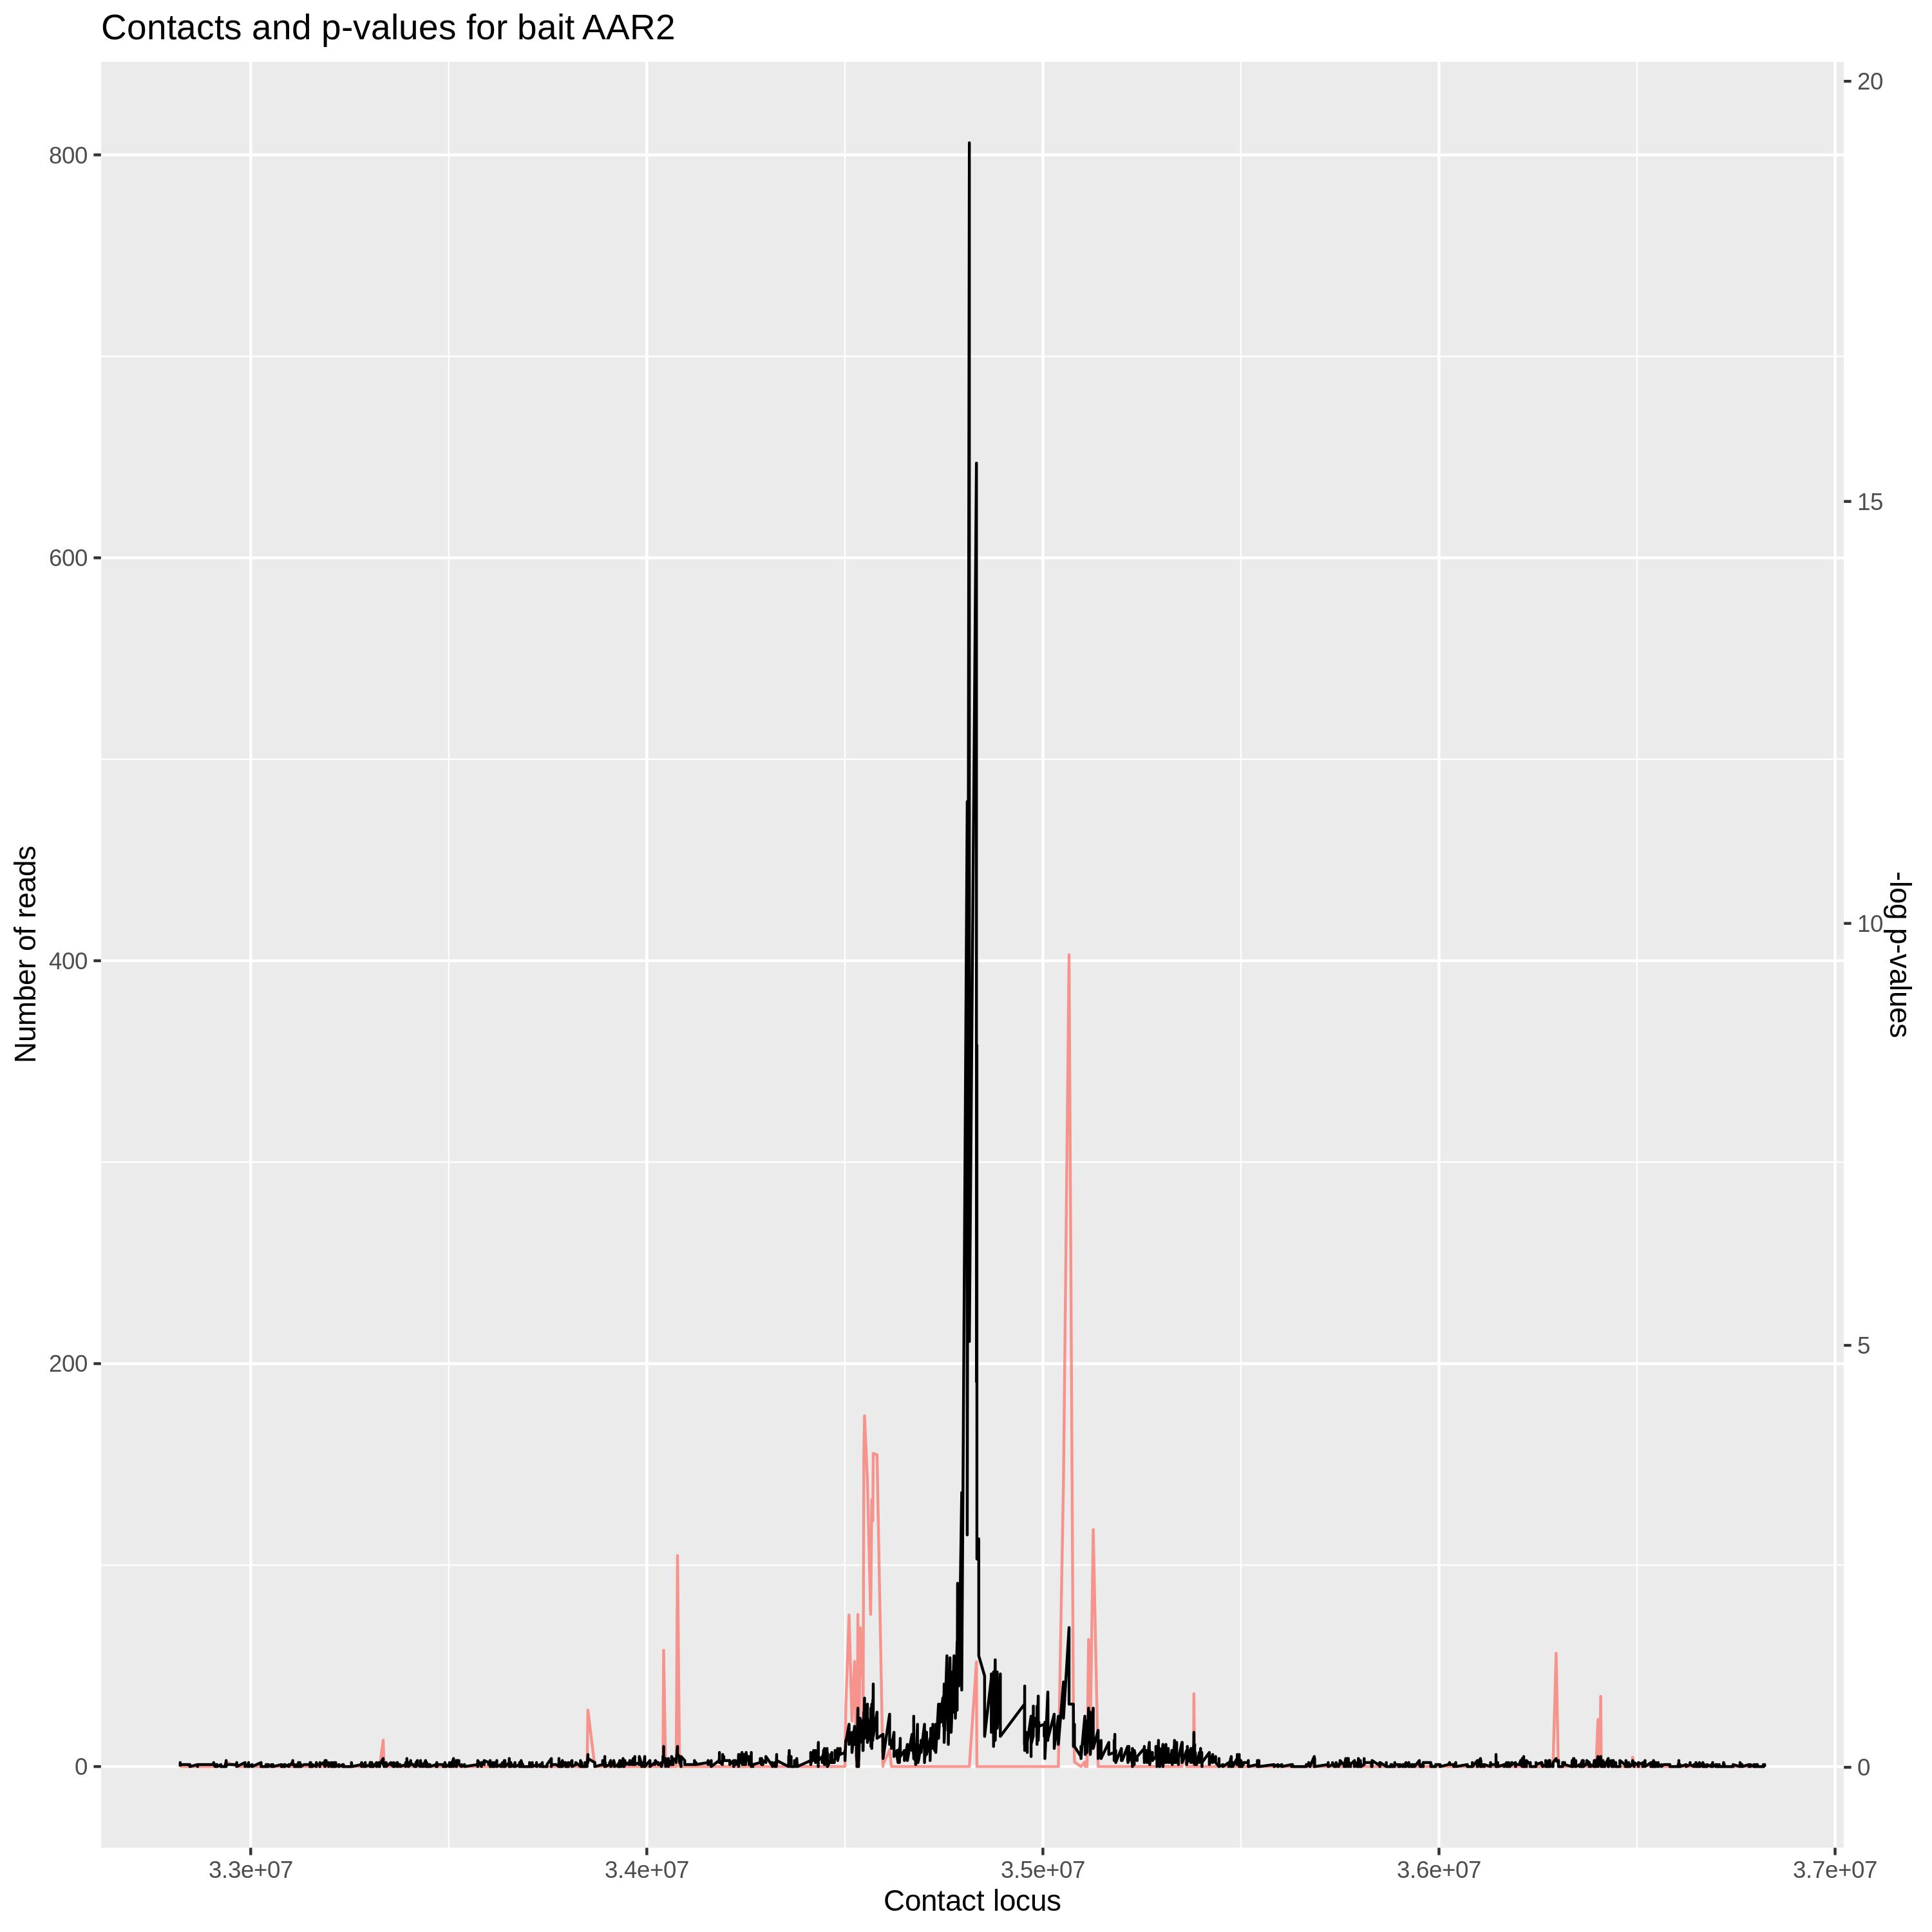 Contacts and p-values for bait AAR2
20
800
15
600
Number of reads
-log p-values
10
400
5
200
0
0
3.3e+07
3.4e+07
3.5e+07
3.6e+07
3.7e+07
Contact locus